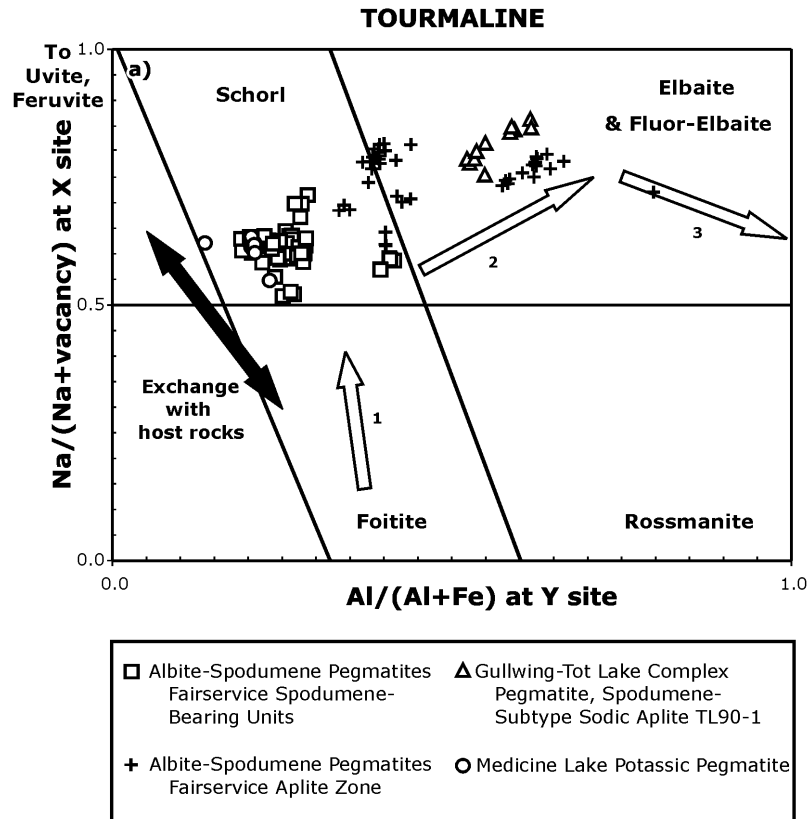 TOURMALINE
To
Uvite,
Feruvite
1.0
a)
Schorl
Elbaite
& Fluor-Elbaite
Na/(Na+vacancy) at X site
0.5
2
3
Exchange
with
host rocks
1
Foitite
Rossmanite
0.0
0.0
1.0
Al/(Al+Fe) at Y site
Albite-Spodumene Pegmatites
Fairservice Spodumene-
Bearing Units
Gullwing-Tot Lake Complex
Pegmatite, Spodumene-
Subtype Sodic Aplite TL90-1
Albite-Spodumene Pegmatites
Fairservice Aplite Zone
Medicine Lake Potassic Pegmatite